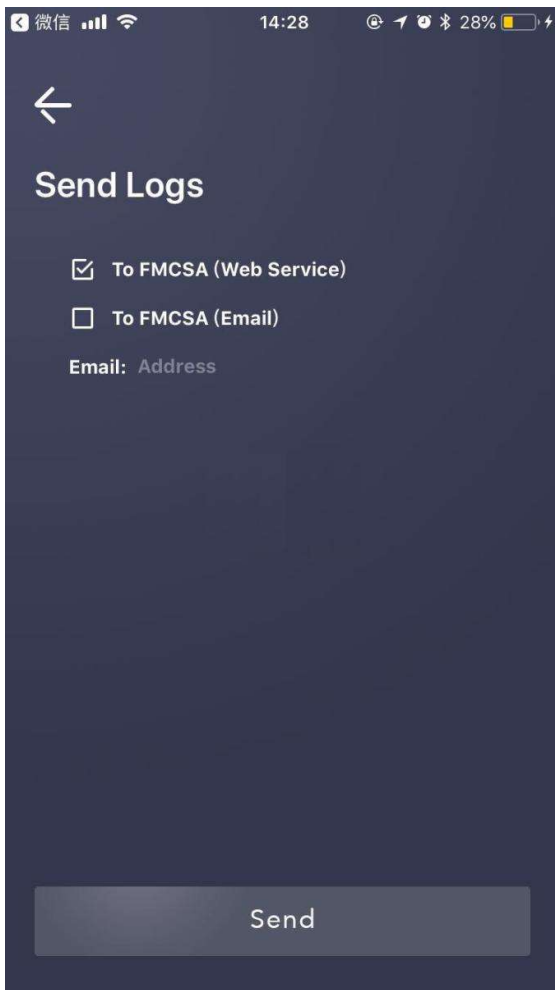 微信 14:28 28%
Send Logs
To FMCSA (Web Service)
To FMCSA (Email)
Email: Address
Send